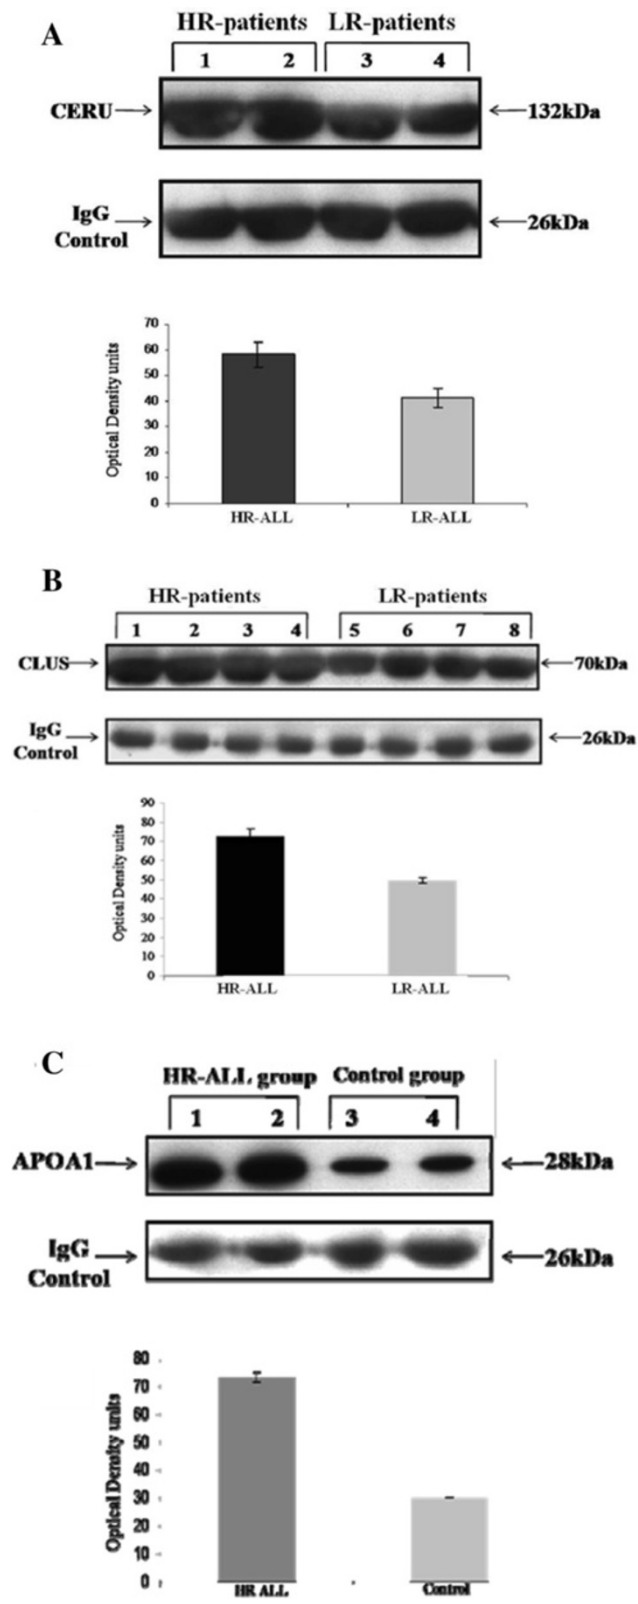 A
HR-patients LR-patients
1 2 3 4
CERU 132kDa
IgG
Control 26kDa
Optical Density units
70
60
50
40
30
20
10
0
HR-ALL LR-ALL
B
HR-patients LR-patients
1 2 3 4 5 6 7 8
CLUS 70kDa
IgG
Control 26kDa
Optical Density units
90
80
70
60
50
40
30
20
10
0
HR-ALL LR-ALL
C
HR-ALL group Control group
1 2 3 4
APOA1 28kDa
IgG
Control 26kDa
Optical Density units
80
70
60
50
40
30
20
10
0
HR ALL Control